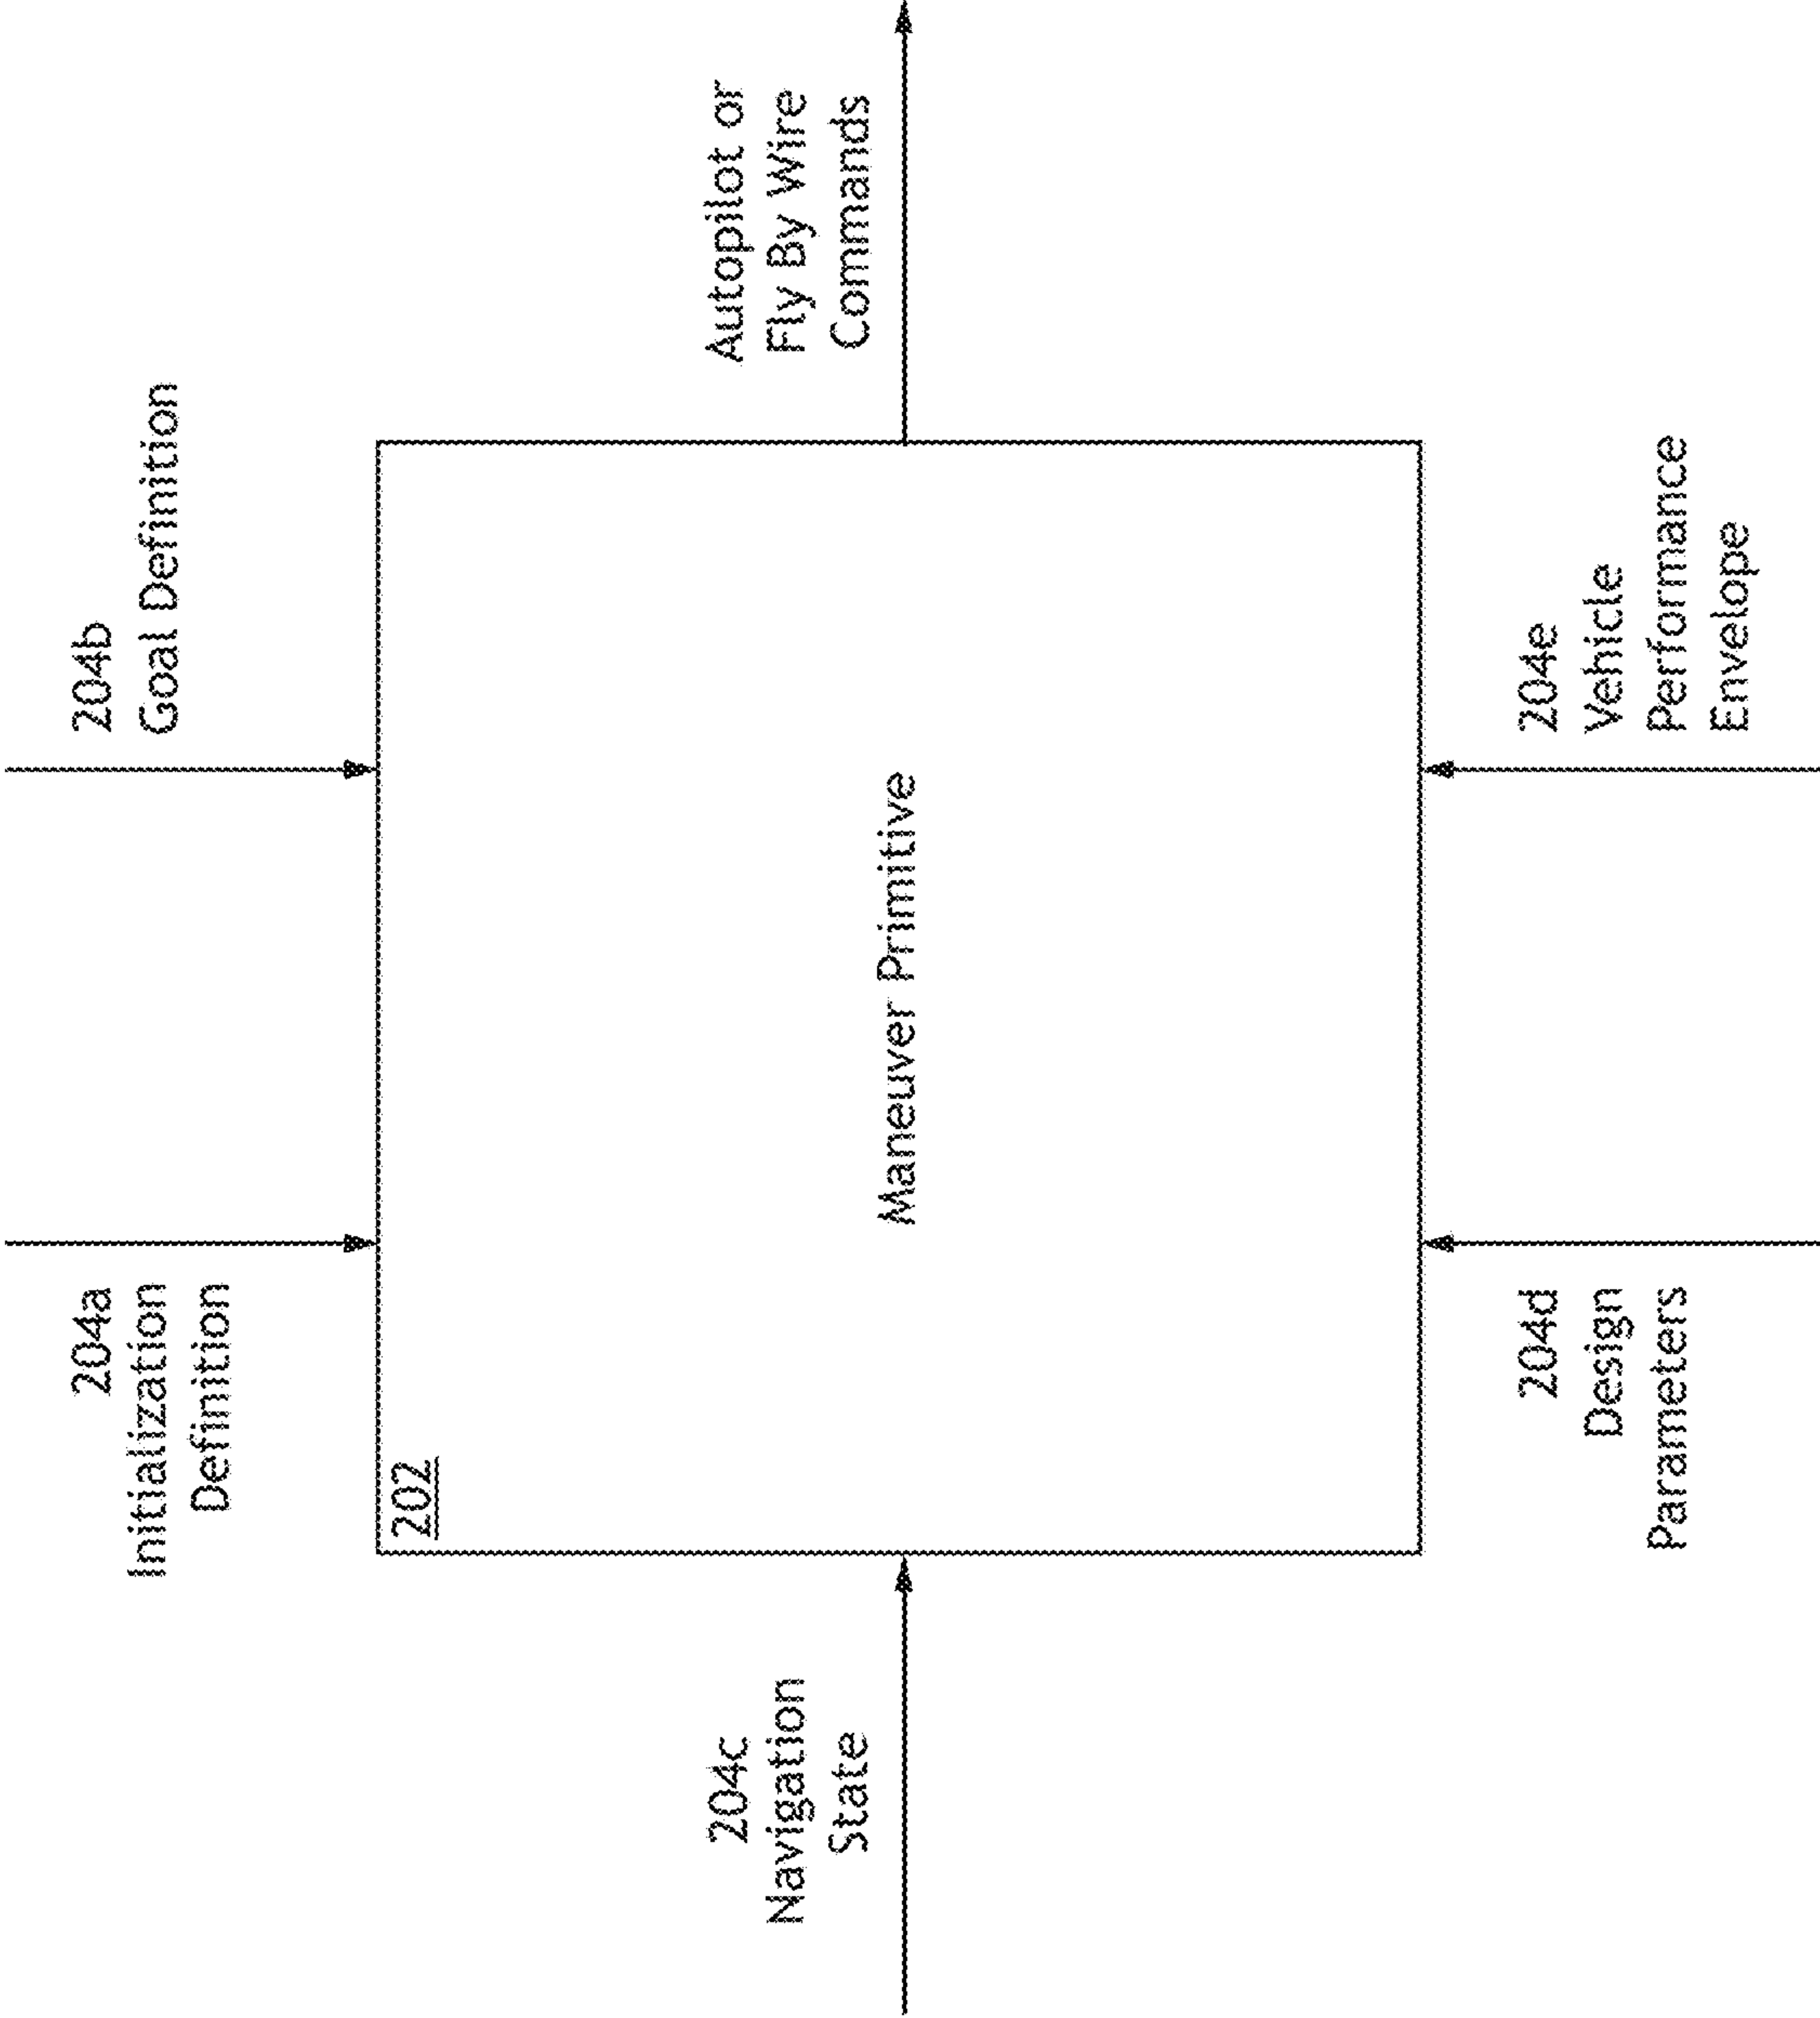 204a
Initialization
Definition
204b
Goal Definition
202
Maneuver Primitive
204c
Navigation
State
Autopilot or
Fly By Wire
Commands
204d
Design
Parameters
204e
Vehicle
Performance
Envelope